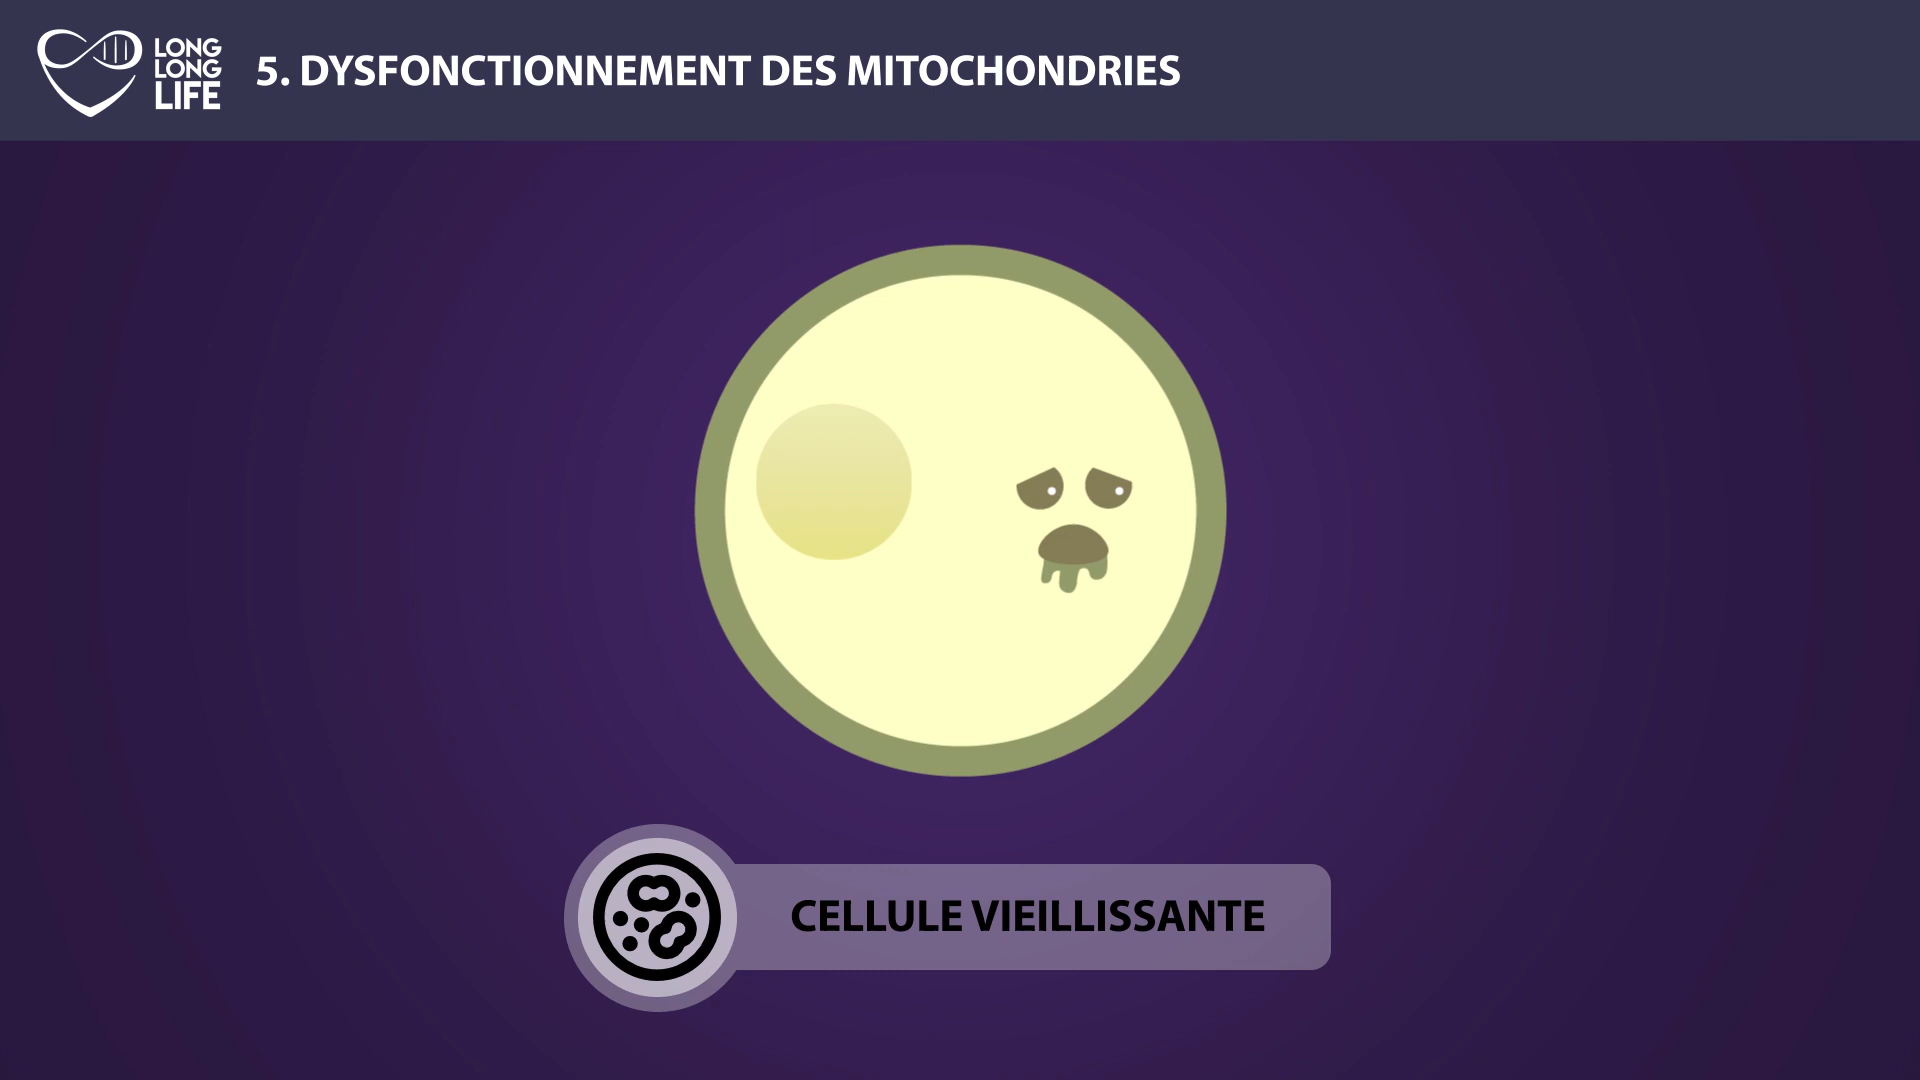 LONG
LONG
LIFE
5. DYSFONCTIONNEMENT DES MITOCHONDRIES
CELLULE VIEILLISSANTE